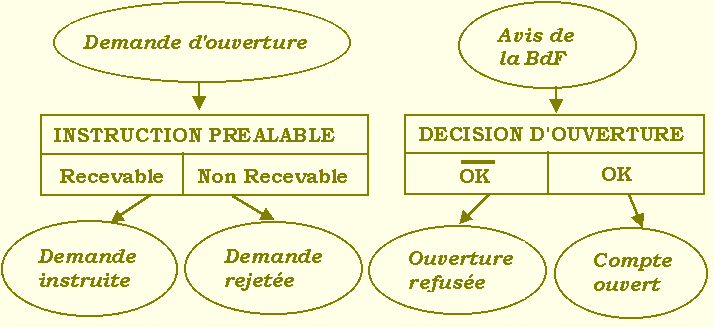 Demande d'ouverture
Avis de
la BdF
INSTRUCTION PREALABLE
Recevable
Non Recevable
DECISION D'OUVERTURE
OK
OK
Demande
instruite
Demande
rejetée
Ouverture
refusée
Compte
ouvert